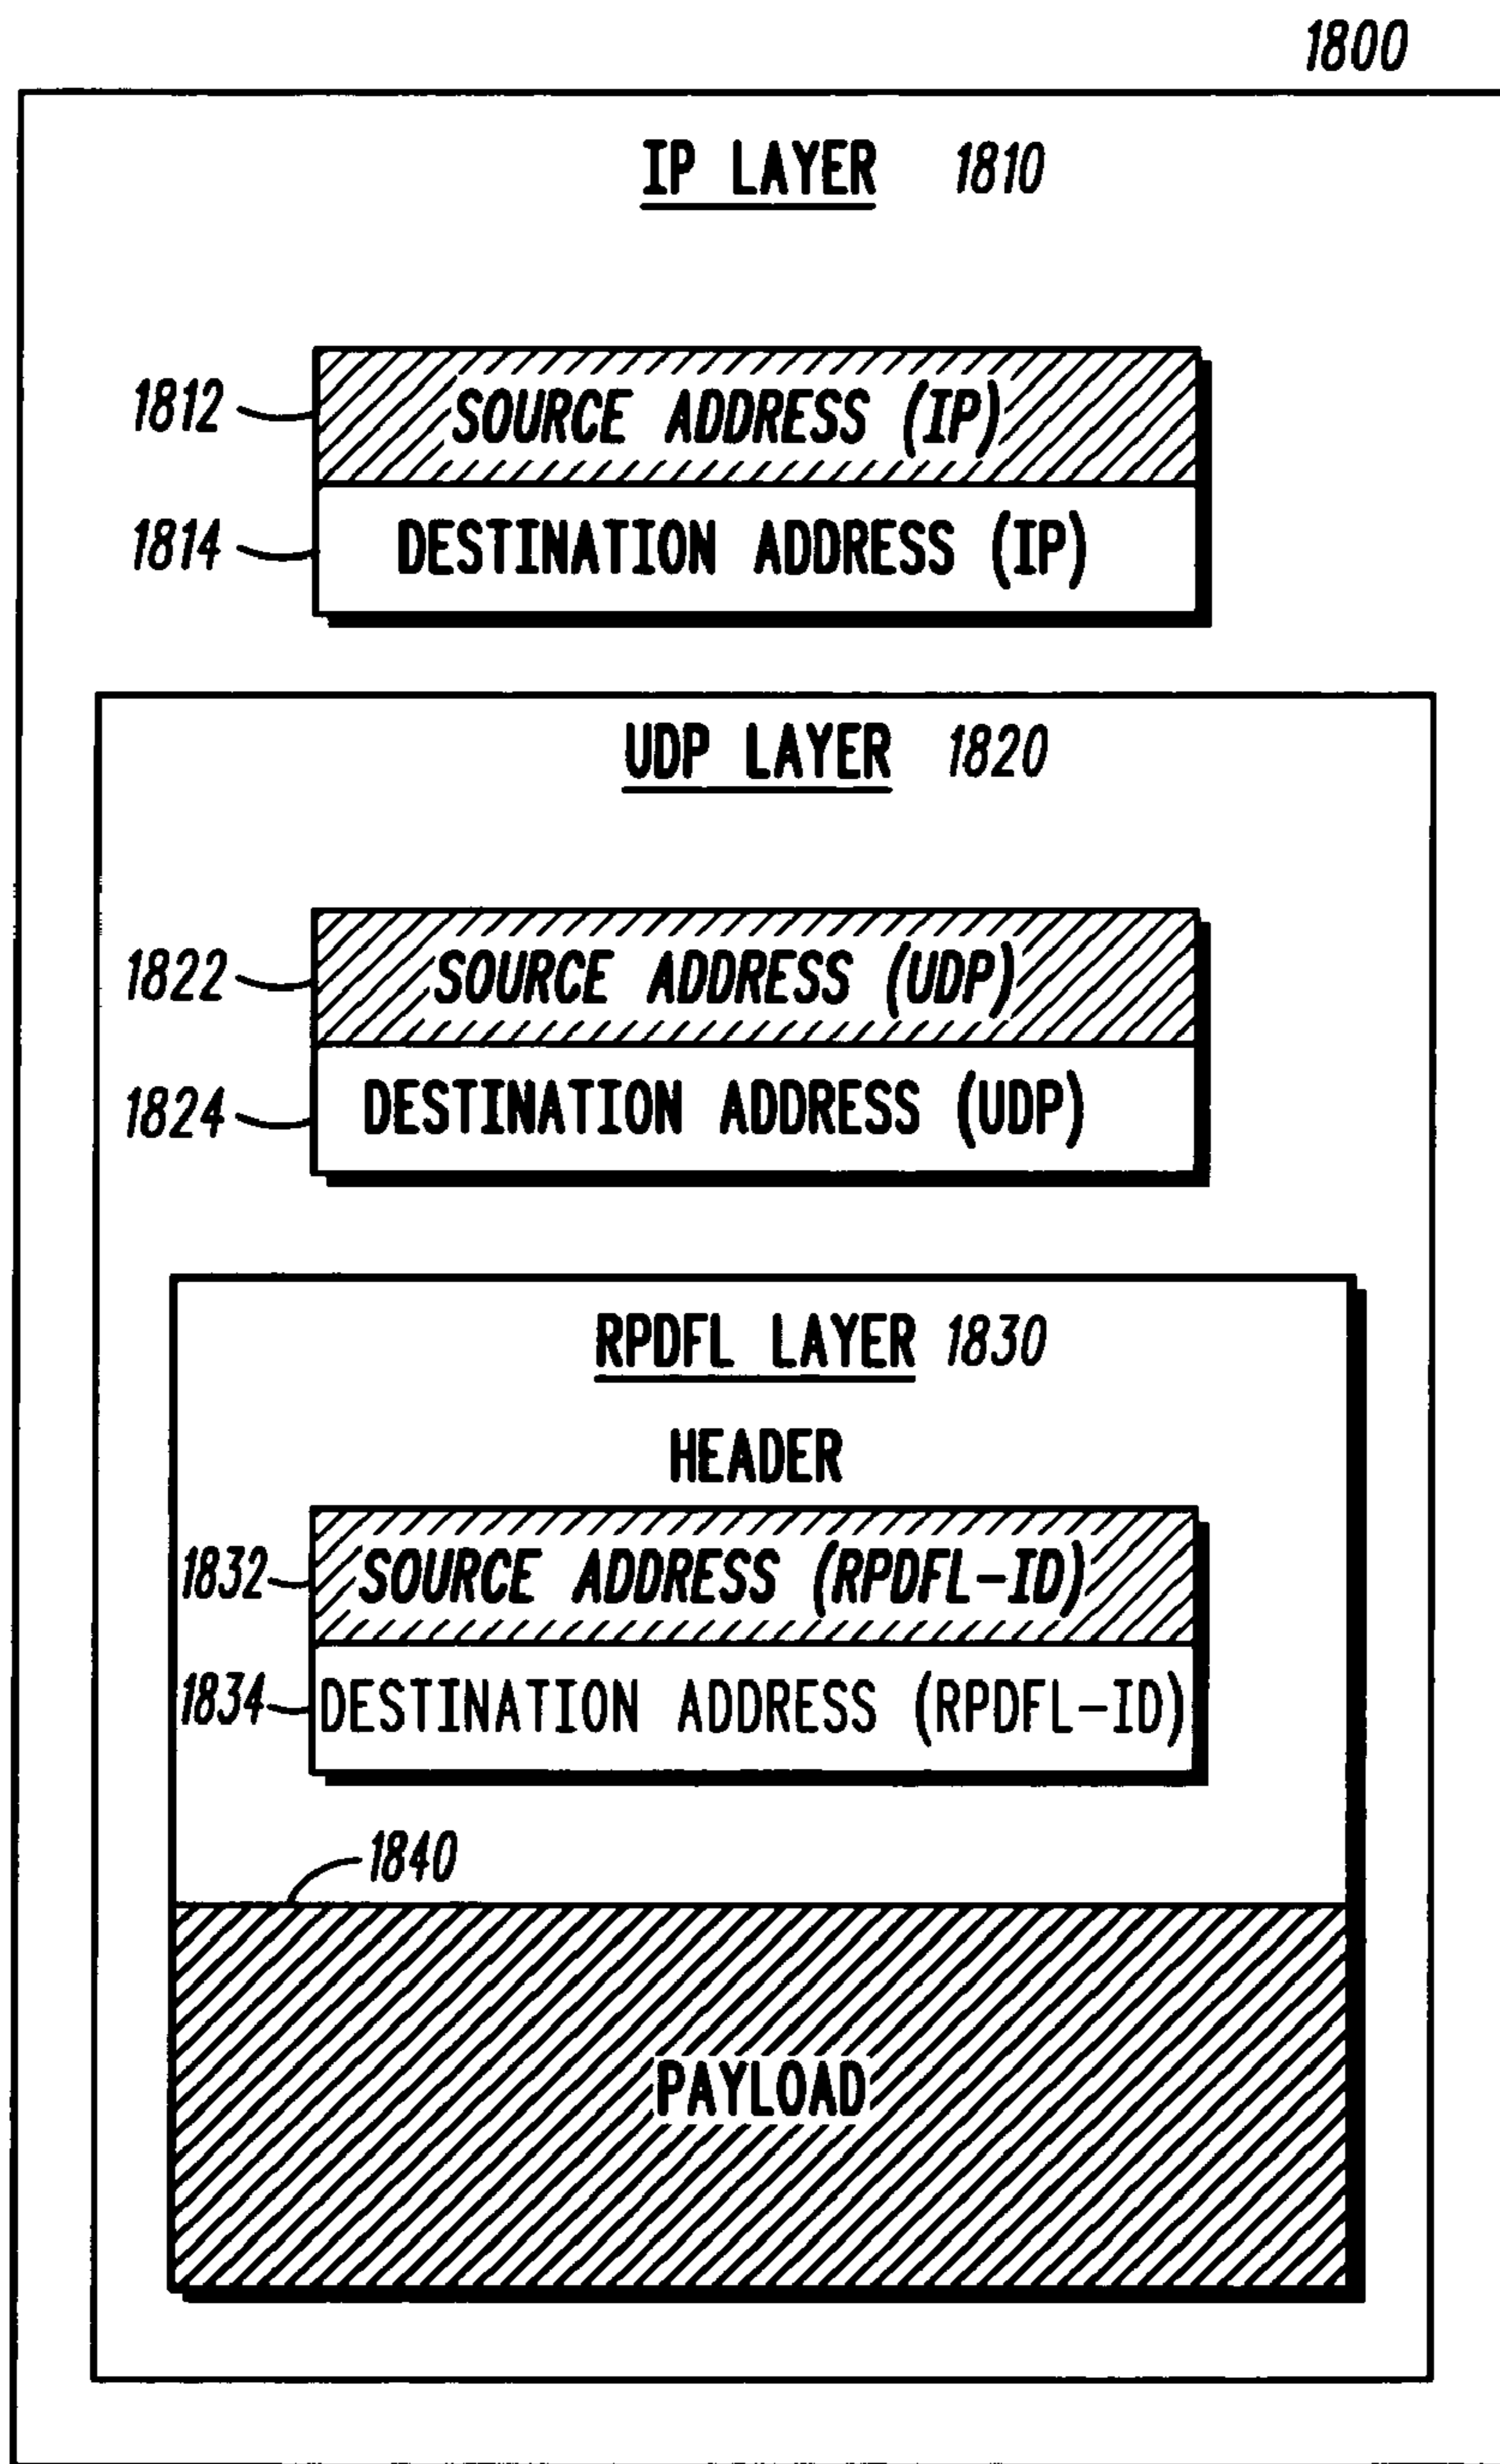 1800
IP LAYER 1810
1812 SOURCE ADDRESS (IP)
1814 DESTINATION ADDRESS (IP)
UDP LAYER 1820
1822 SOURCE ADDRESS (UDP)
1824 DESTINATION ADDRESS (UDP)
RPDFL LAYER 1830
HEADER
1832 SOURCE ADDRESS (RPDFL-ID)
1834 DESTINATION ADDRESS (RPDFL-ID)
1840
PAYLOAD